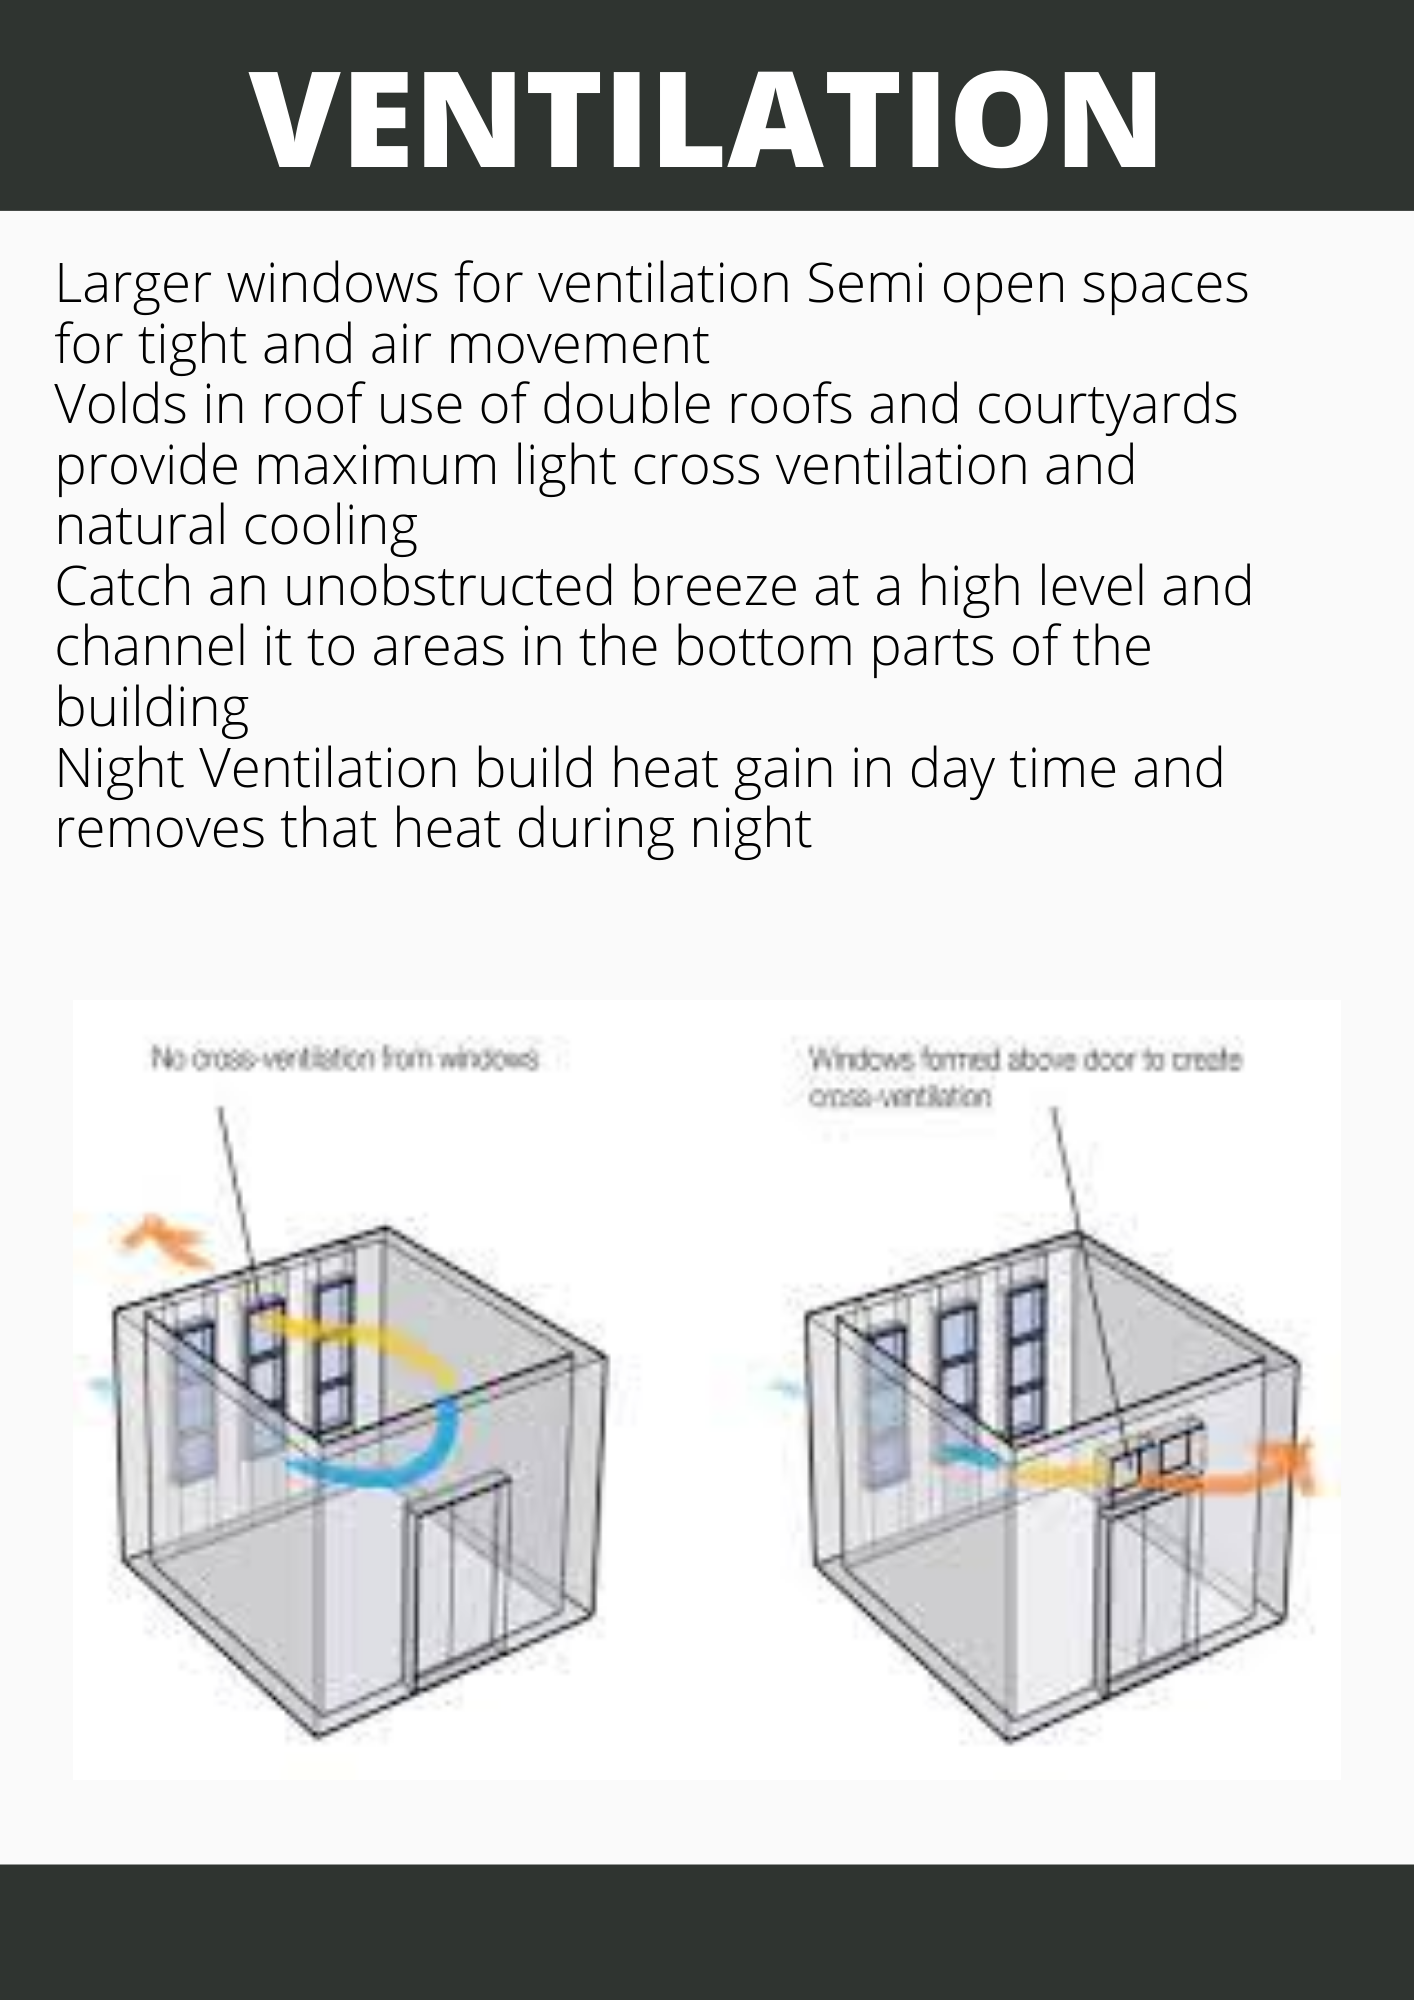 VENTILATION
Larger windows for ventilation Semi open spaces
for tight and air movement
Volds in roof use of double roofs and courtyards
provide maximum light cross ventilation and
natural cooling
Catch an unobstructed breeze at a high level and
channel it to areas in the bottom parts of the
building
Night Ventilation build heat gain in day time and
removes that heat during night
No cross-ventilation from windows
Windows formed above door to create
cross-ventilation